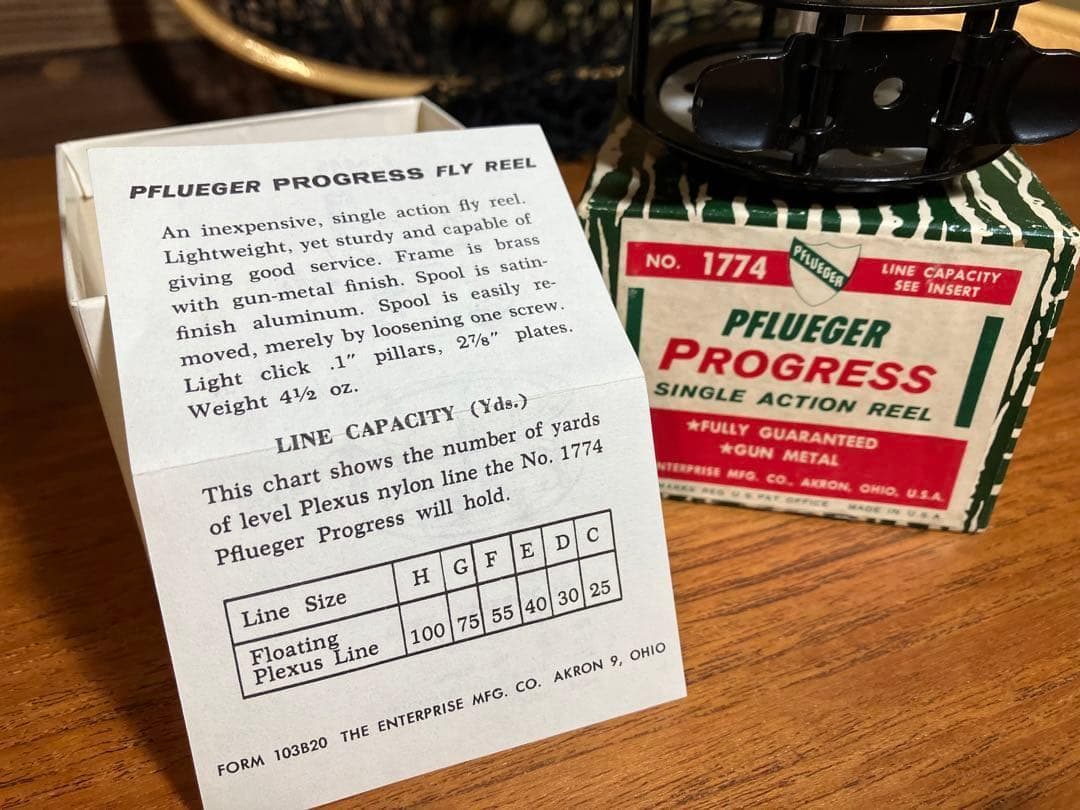 PFLUEGER PROGRESS FLY REEL
An inexpensive, single action fly reel.
Lightweight, yet sturdy and capable of
giving good service. Frame is brass
with gun-metal finish. Spool is satin-
finish aluminum. Spool is easily re-
moved, merely by loosening one screw.
Light click .1" pillars, 2⅞" plates.
Weight 4½ oz.
LINE CAPACITY (Yds.)
This chart shows the number of yards
of level Plexus nylon line the No. 1774
Pflueger Progress will hold.
Line Size H G F E D C
Floating
Plexus Line 100 75 55 40 30 25
FORM 103B20 THE ENTERPRISE MFG. CO. AKRON 9, OHIO
NO. 1774
PFLUEGER
LINE CAPACITY
SEE INSERT
PFLUEGER
PROGRESS
SINGLE ACTION REEL
★FULLY GUARANTEED
★GUN METAL
NTERPRISE MFG. CO., AKRON, OHIO, U.S.A.
REG U.S. PAT OFFICE MADE IN U.S.A.